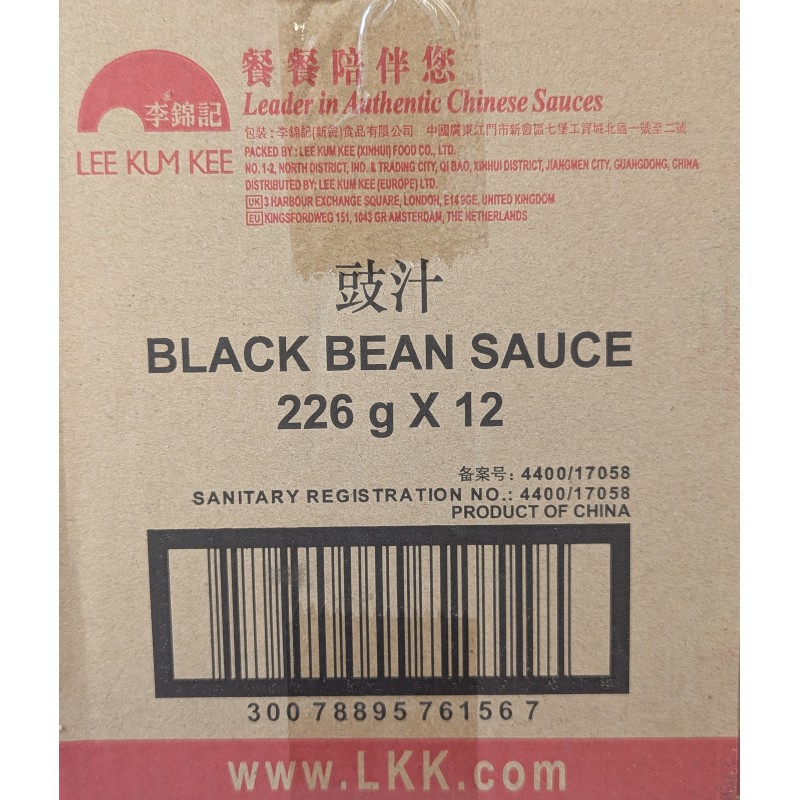 李錦記
LEE KUM KEE
餐餐陪伴您
Leader in Authentic Chinese Sauces
包裝：李錦記(新會)食品有限公司 中國廣東江門市新會區七堡工貿城北區一號至二號
PACKED BY: LEE KUM KEE (XINHUI) FOOD CO., LTD.
NO. 1-2, NORTH DISTRICT, IND. & TRADING CITY, QI BAO, XINHUI DISTRICT, JIANGMEN CITY, GUANGDONG, CHINA
DISTRIBUTED BY: LEE KUM KEE (EUROPE) LTD.
UK 3 HARBOUR EXCHANGE SQUARE, LONDON, E14 9GE, UNITED KINGDOM
EU KINGSFORDWEG 151, 1043 GR AMSTERDAM, THE NETHERLANDS
豉汁
BLACK BEAN SAUCE
226 g X 12
备案号: 4400/17058
SANITARY REGISTRATION NO.: 4400/17058
PRODUCT OF CHINA
300 78895 76156 7
www.LKK.com